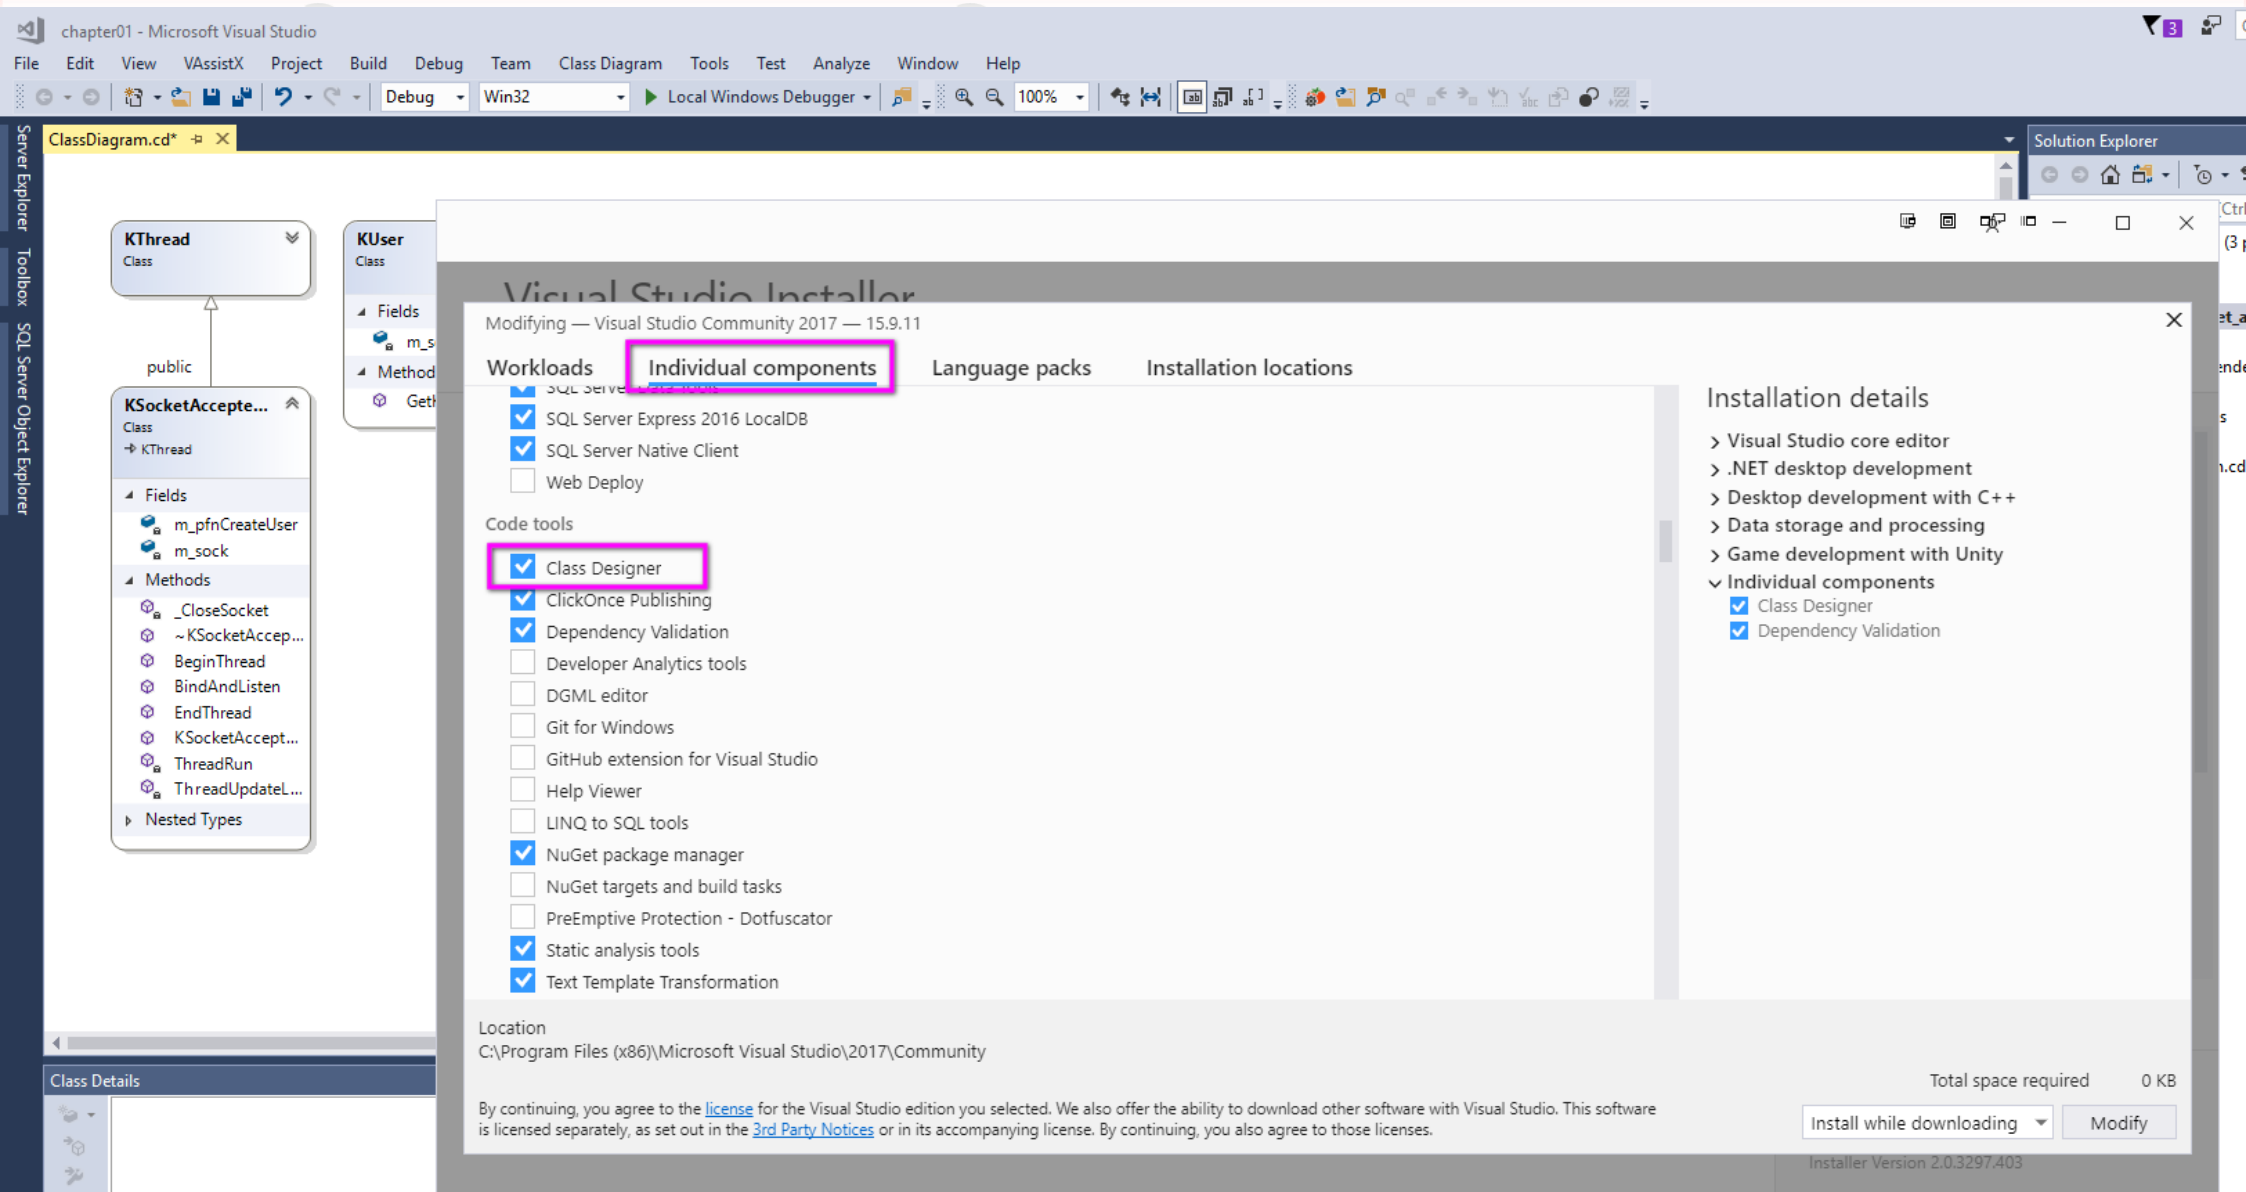 chapter01 - Microsoft Visual Studio
3
File Edit View VAssistX Project Build Debug Team Class Diagram Tools Test Analyze Window Help
Debug Win32 Local Windows Debugger 100%
Server Explorer
Toolbox
SQL Server Object Explorer
ClassDiagram.cd*
KThread
Class
public
KSocketAccepte...
Class
KThread
Fields
m_pfnCreateUser
m_sock
Methods
_CloseSocket
~KSocketAccep...
BeginThread
BindAndListen
EndThread
KSocketAccept...
ThreadRun
ThreadUpdateL...
Nested Types
KUser
Class
Fields
Method
Solution Explorer
(3
n.cd
Class Details
Visual Studio Installer
Modifying — Visual Studio Community 2017 — 15.9.11
Workloads Individual components Language packs Installation locations
SQL Server Data Tools
SQL Server Express 2016 LocalDB
SQL Server Native Client
Web Deploy
Code tools
Class Designer
ClickOnce Publishing
Dependency Validation
Developer Analytics tools
DGML editor
Git for Windows
GitHub extension for Visual Studio
Help Viewer
LINQ to SQL tools
NuGet package manager
NuGet targets and build tasks
PreEmptive Protection - Dotfuscator
Static analysis tools
Text Template Transformation
Installation details
Visual Studio core editor
.NET desktop development
Desktop development with C++
Data storage and processing
Game development with Unity
Individual components
Class Designer
Dependency Validation
Location
C:\Program Files (x86)\Microsoft Visual Studio\2017\Community
Total space required 0 KB
By continuing, you agree to the license for the Visual Studio edition you selected. We also offer the ability to download other software with Visual Studio. This software
is licensed separately, as set out in the 3rd Party Notices or in its accompanying license. By continuing, you also agree to those licenses.
Install while downloading Modify
Installer Version 2.0.3297.403